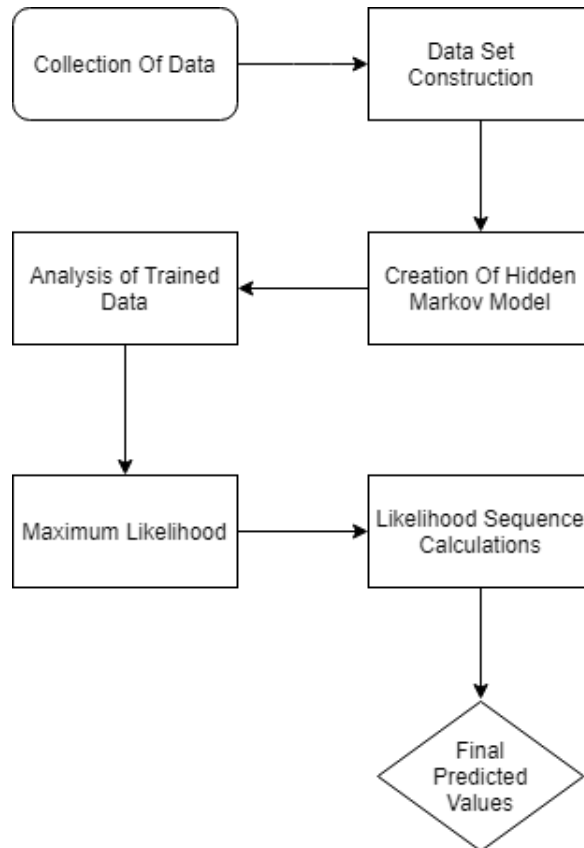 Collection Of Data
Data Set
Construction
Creation Of Hidden
Markov Model
Analysis of Trained
Data
Maximum Likelihood
Likelihood Sequence
Calculations
Final
Predicted
Values